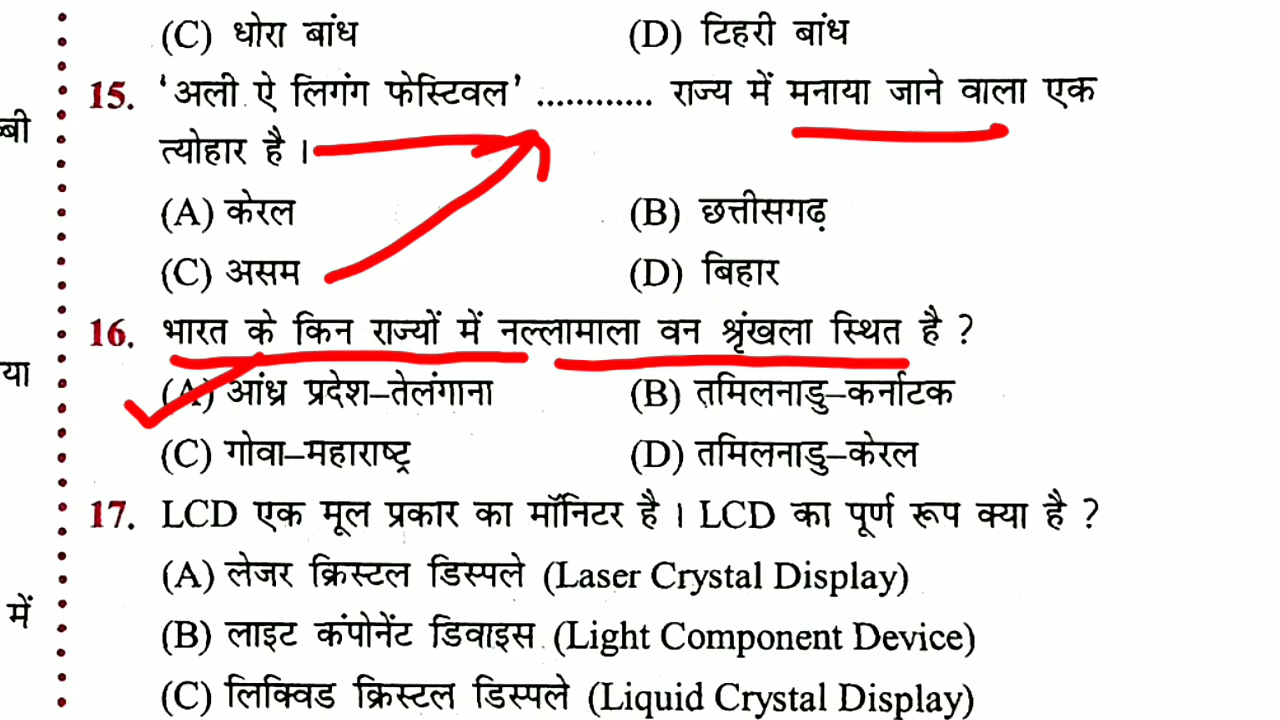 (C) धोरा बांध (D) टिहरी बांध
15. 'अली ऐ लिगंग फेस्टिवल' ............ राज्य में मनाया जाने वाला एक
ब्बी
त्योहार है ।
(A) केरल (B) छत्तीसगढ़
(C) असम (D) बिहार
16. भारत के किन राज्यों में नल्लामाला वन श्रृंखला स्थित है ?
या
(A) आंध्र प्रदेश–तेलंगाना (B) तमिलनाडु–कर्नाटक
(C) गोवा–महाराष्ट्र (D) तमिलनाडु–केरल
17. LCD एक मूल प्रकार का मॉनिटर है । LCD का पूर्ण रूप क्या है ?
(A) लेजर क्रिस्टल डिस्पले (Laser Crystal Display)
में
(B) लाइट कंपोनेंट डिवाइस (Light Component Device)
(C) लिक्विड क्रिस्टल डिस्पले (Liquid Crystal Display)